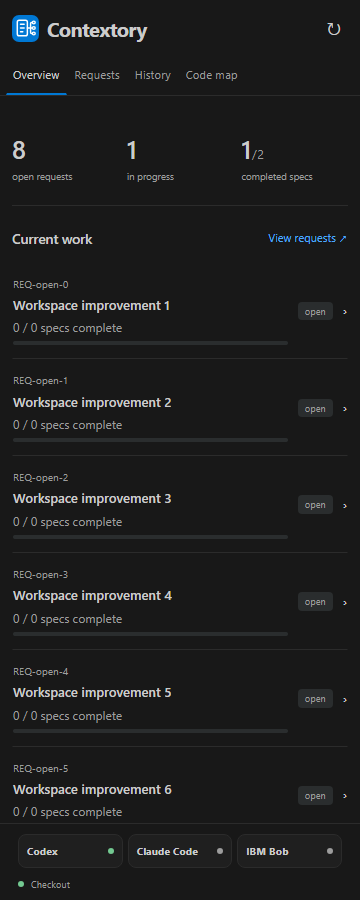 Contextory
Overview Requests History Code map
8 1 1/2
open requests in progress completed specs
Current work View requests ↗
REQ-open-0
Workspace improvement 1
open
0 / 0 specs complete
REQ-open-1
Workspace improvement 2
open
0 / 0 specs complete
REQ-open-2
Workspace improvement 3
open
0 / 0 specs complete
REQ-open-3
Workspace improvement 4
open
0 / 0 specs complete
REQ-open-4
Workspace improvement 5
open
0 / 0 specs complete
REQ-open-5
Workspace improvement 6
open
0 / 0 specs complete
Codex Claude Code IBM Bob
Checkout